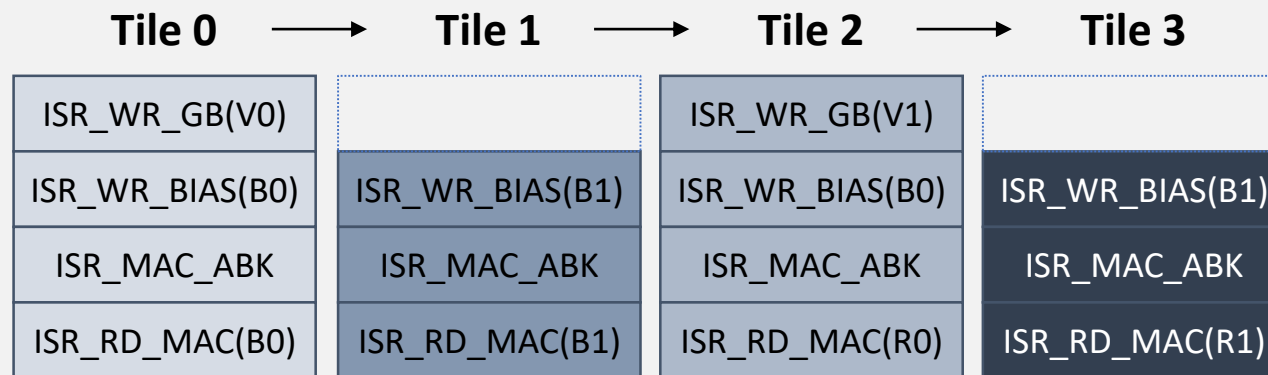 Tile 0 Tile 1 Tile 2 Tile 3
ISR_WR_GB(V0) ISR_WR_GB(V1)
ISR_WR_BIAS(B0) ISR_WR_BIAS(B1) ISR_WR_BIAS(B0) ISR_WR_BIAS(B1)
ISR_MAC_ABK ISR_MAC_ABK ISR_MAC_ABK ISR_MAC_ABK
ISR_RD_MAC(B0) ISR_RD_MAC(B1) ISR_RD_MAC(R0) ISR_RD_MAC(R1)